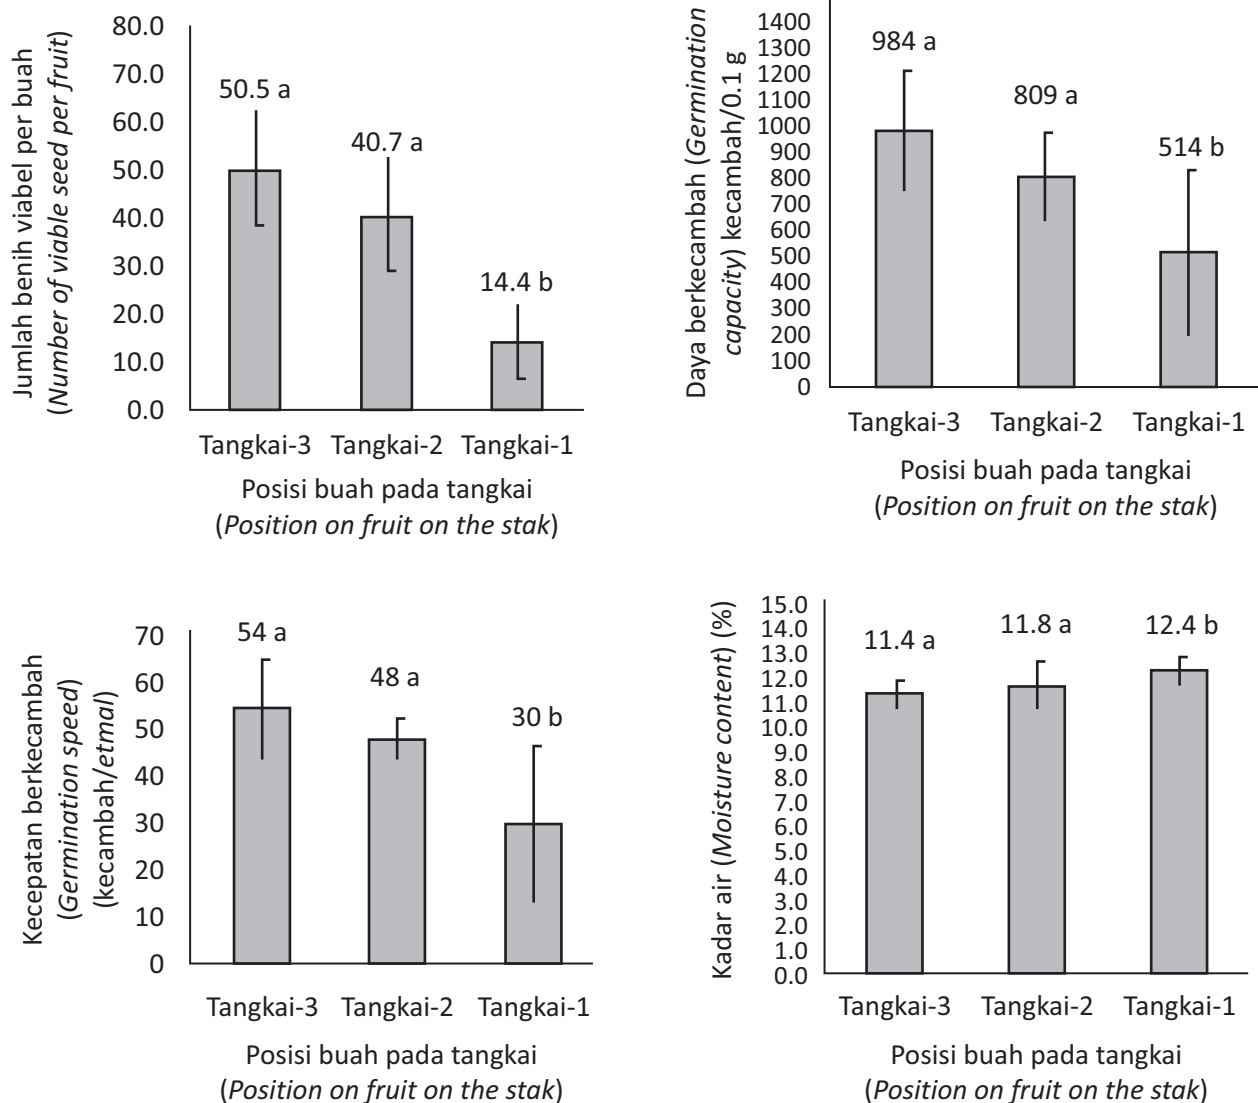 Jumlah benih viabel per buah
(Number of viable seed per fruit)
80.0
70.0
60.0
50.0
40.0
30.0
20.0
10.0
0.0
50.5 a
40.7 a
14.4 b
Tangkai-3 Tangkai-2 Tangkai-1
Posisi buah pada tangkai
(Position on fruit on the stak)
Daya berkecambah (Germination
capacity) kecambah/0.1 g
1400
1300
1200
1100
1000
900
800
700
600
500
400
300
200
100
0
984 a
809 a
514 b
Tangkai-3 Tangkai-2 Tangkai-1
Posisi buah pada tangkai
(Position on fruit on the stak)
Kecepatan berkecambah
(Germination speed)
(kecambah/etmal)
70
60
50
40
30
20
10
0
54 a
48 a
30 b
Tangkai-3 Tangkai-2 Tangkai-1
Posisi buah pada tangkai
(Position on fruit on the stak)
Kadar air (Moisture content) (%)
15.0
14.0
13.0
12.0
11.0
10.0
9.0
8.0
7.0
6.0
5.0
4.0
3.0
2.0
1.0
0.0
11.4 a
11.8 a
12.4 b
Tangkai-3 Tangkai-2 Tangkai-1
Posisi buah pada tangkai
(Position on fruit on the stak)